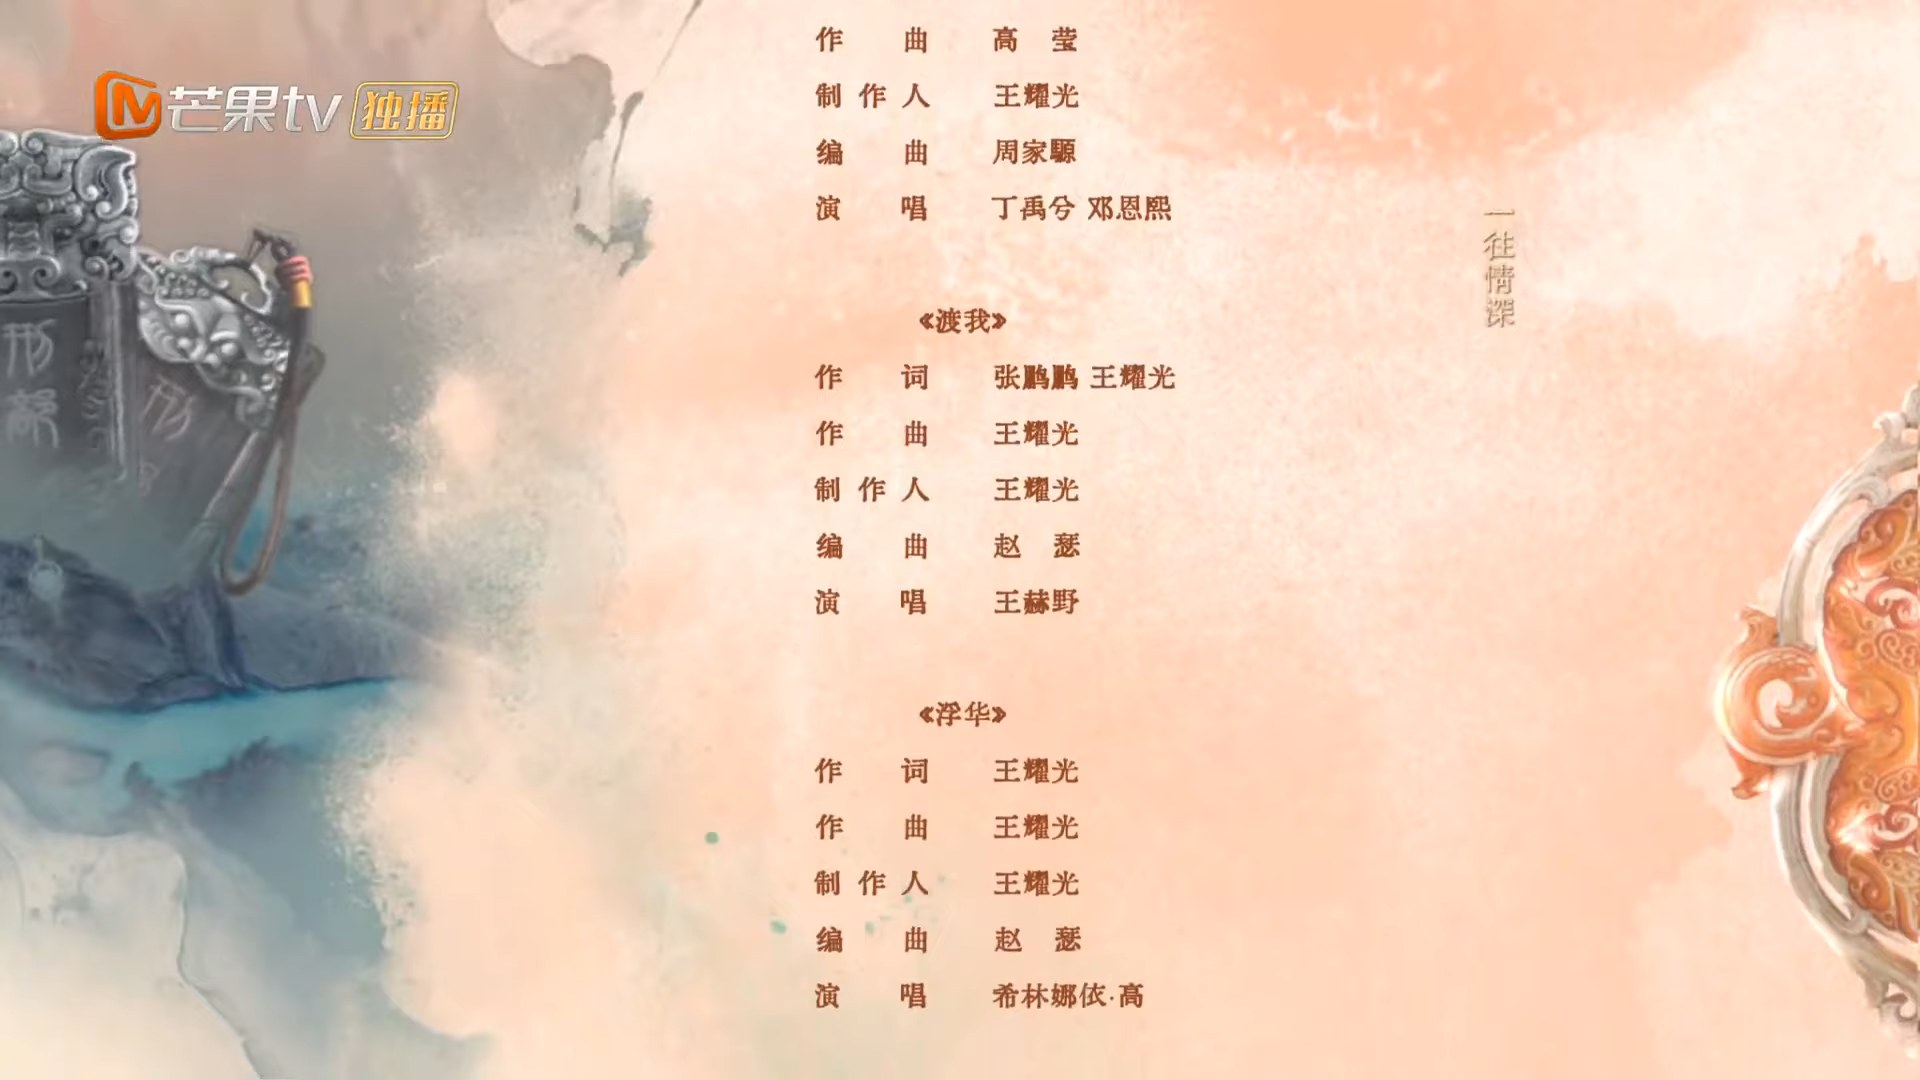 芒果tv 独播
作曲 高莹
制作人 王耀光
编曲 周家颙
演唱 丁禹兮 邓恩熙
《渡我》
作词 张鹏鹏 王耀光
作曲 王耀光
制作人 王耀光
编曲 赵瑟
演唱 王赫野
《浮华》
作词 王耀光
作曲 王耀光
制作人 王耀光
编曲 赵瑟
演唱 希林娜依·高
一往情深